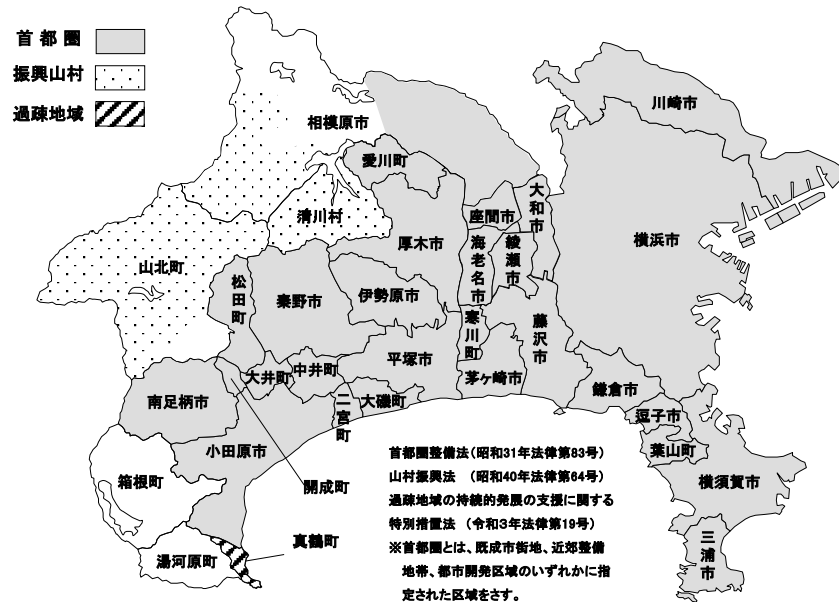 首都圏
振興山村
過疎地域
川崎市
相模原市
愛川町
大和市
座間市
清川村
綾瀬市
海老名市
厚木市
横浜市
山北町
松田町
秦野市
伊勢原市
寒川町
藤沢市
平塚市
茅ヶ崎市
中井町
大井町
鎌倉市
南足柄市
大磯町
二宮町
逗子市
葉山町
小田原市
箱根町
開成町
横須賀市
真鶴町
湯河原町
三浦市
首都圏整備法(昭和31年法律第83号)
山村振興法 (昭和40年法律第64号)
過疎地域の持続的発展の支援に関する
特別措置法 (令和3年法律第19号)
※首都圏とは、既成市街地、近郊整備
地帯、都市開発区域のいずれかに指
定された区域をさす。